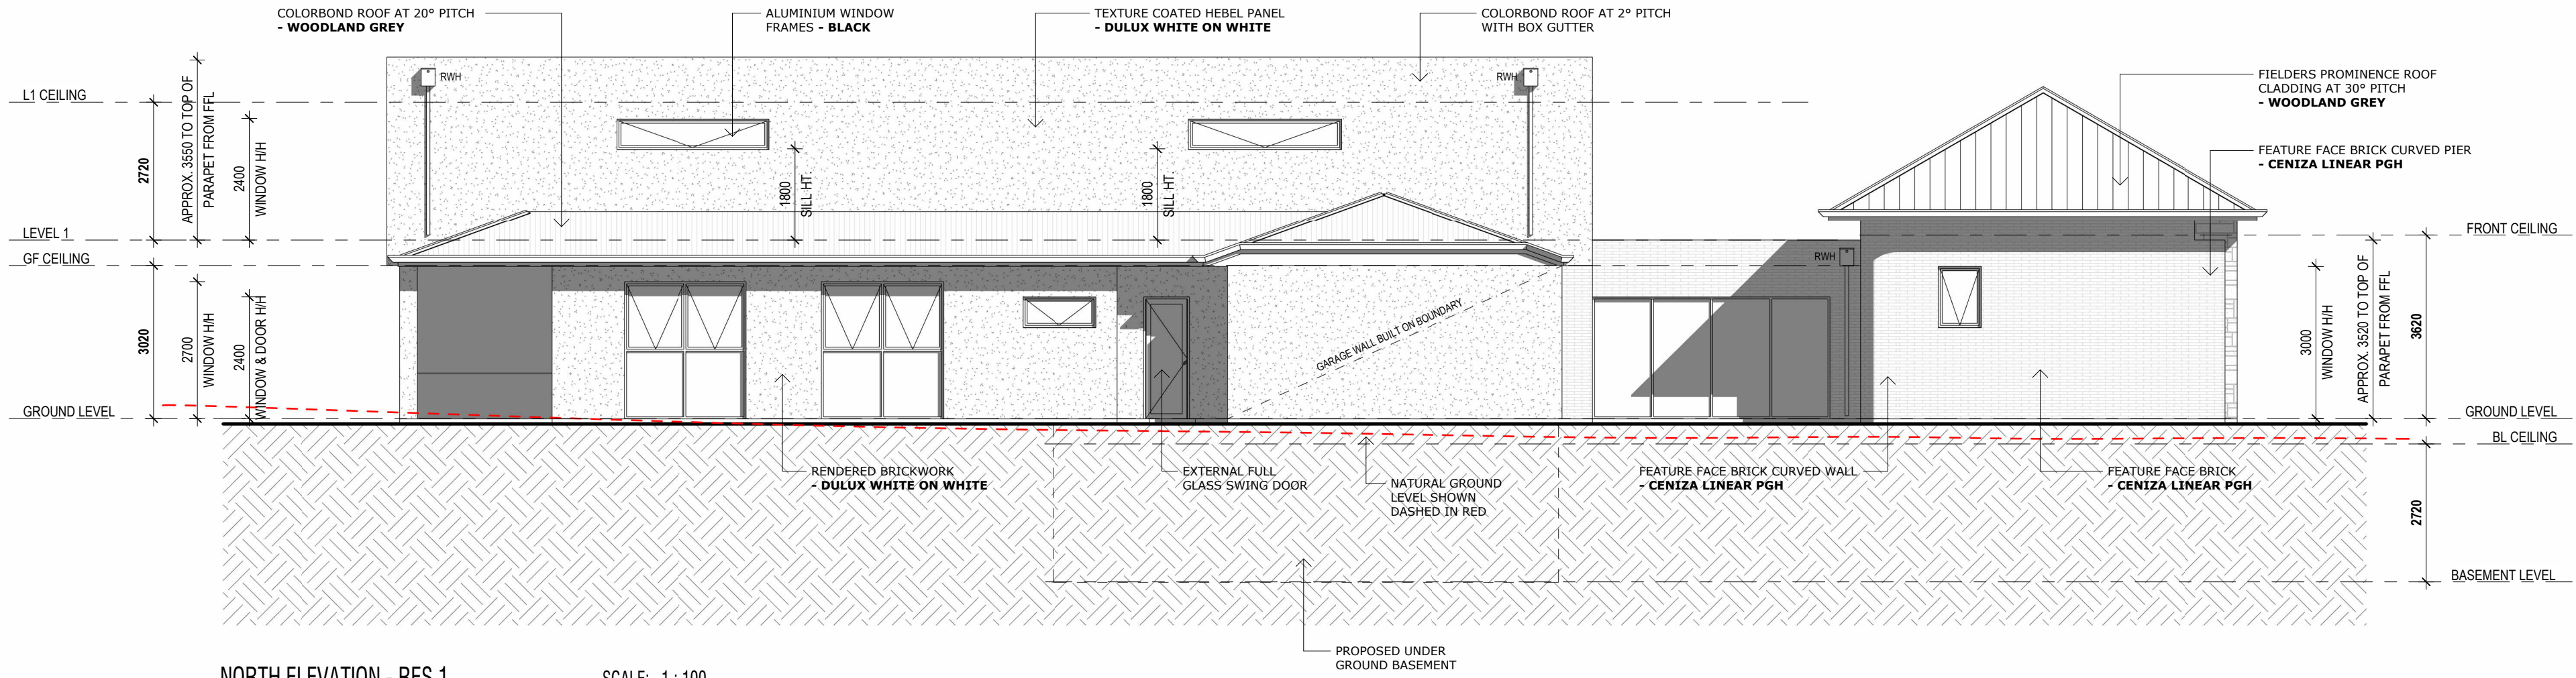 COLORBOND ROOF AT 20° PITCH
- WOODLAND GREY
ALUMINIUM WINDOW
FRAMES - BLACK
TEXTURE COATED HEBEL PANEL
- DULUX WHITE ON WHITE
COLORBOND ROOF AT 2° PITCH
WITH BOX GUTTER
FIELDERS PROMINENCE ROOF
CLADDING AT 30° PITCH
- WOODLAND GREY
FEATURE FACE BRICK CURVED PIER
- CENIZA LINEAR PGH
RWH
RWH
RWH
L1 CEILING
LEVEL 1
GF CEILING
GROUND LEVEL
2720
3020
APPROX. 3550 TO TOP OF
PARAPET FROM FFL
2400
WINDOW H/H
2700
WINDOW H/H
2400
WINDOW & DOOR H/H
1800
SILL HT.
1800
SILL HT.
GARAGE WALL BUILT ON BOUNDARY
FRONT CEILING
3000
WINDOW H/H
APPROX. 3520 TO TOP OF
PARAPET FROM FFL
3620
GROUND LEVEL
BL CEILING
2720
BASEMENT LEVEL
RENDERED BRICKWORK
- DULUX WHITE ON WHITE
EXTERNAL FULL
GLASS SWING DOOR
NATURAL GROUND
LEVEL SHOWN
DASHED IN RED
FEATURE FACE BRICK CURVED WALL
- CENIZA LINEAR PGH
FEATURE FACE BRICK
- CENIZA LINEAR PGH
PROPOSED UNDER
GROUND BASEMENT
NORTH ELEVATION - RES 1
SCALE: 1 : 100